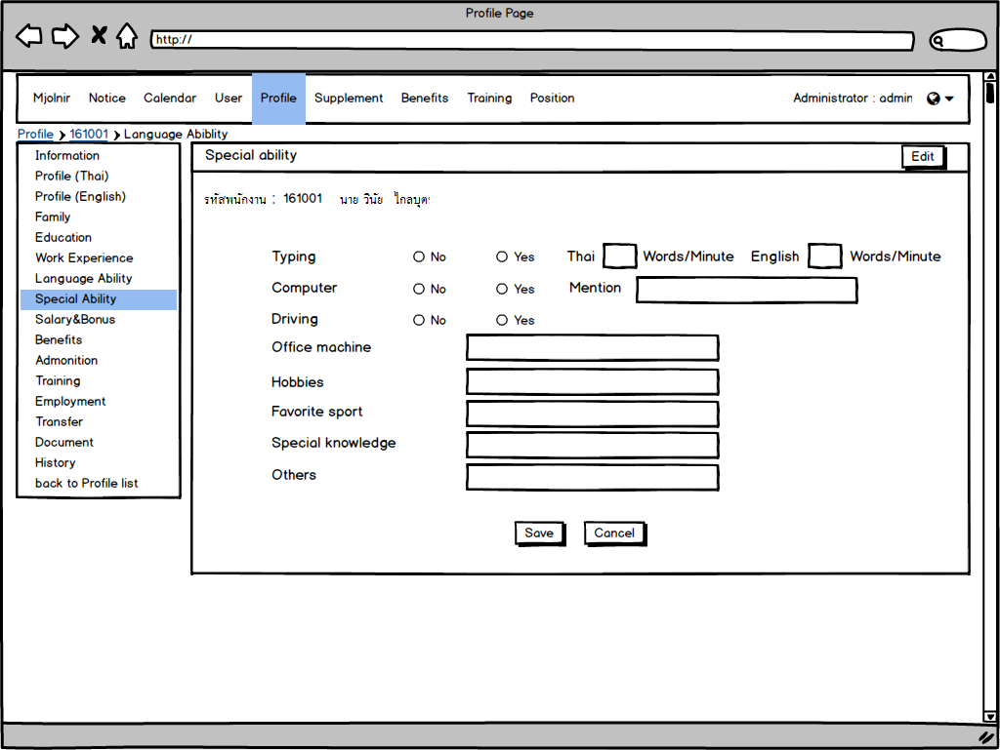 Profile Page
http://
Mjolnir Notice Calendar User Profile Supplement Benefits Training Position Administrator : admin
Profile 161001 Language Abiblity
Information
Profile (Thai)
Profile (English)
Family
Education
Work Experience
Language Ability
Special Ability
Salary&Bonus
Benefits
Admonition
Training
Employment
Transfer
Document
History
back to Profile list
Special ability Edit
รหัสพนักงาน : 161001 นาย วินัย ไกลบุตร
Typing No Yes Thai Words/Minute English Words/Minute
Computer No Yes Mention
Driving No Yes
Office machine
Hobbies
Favorite sport
Special knowledge
Others
Save Cancel